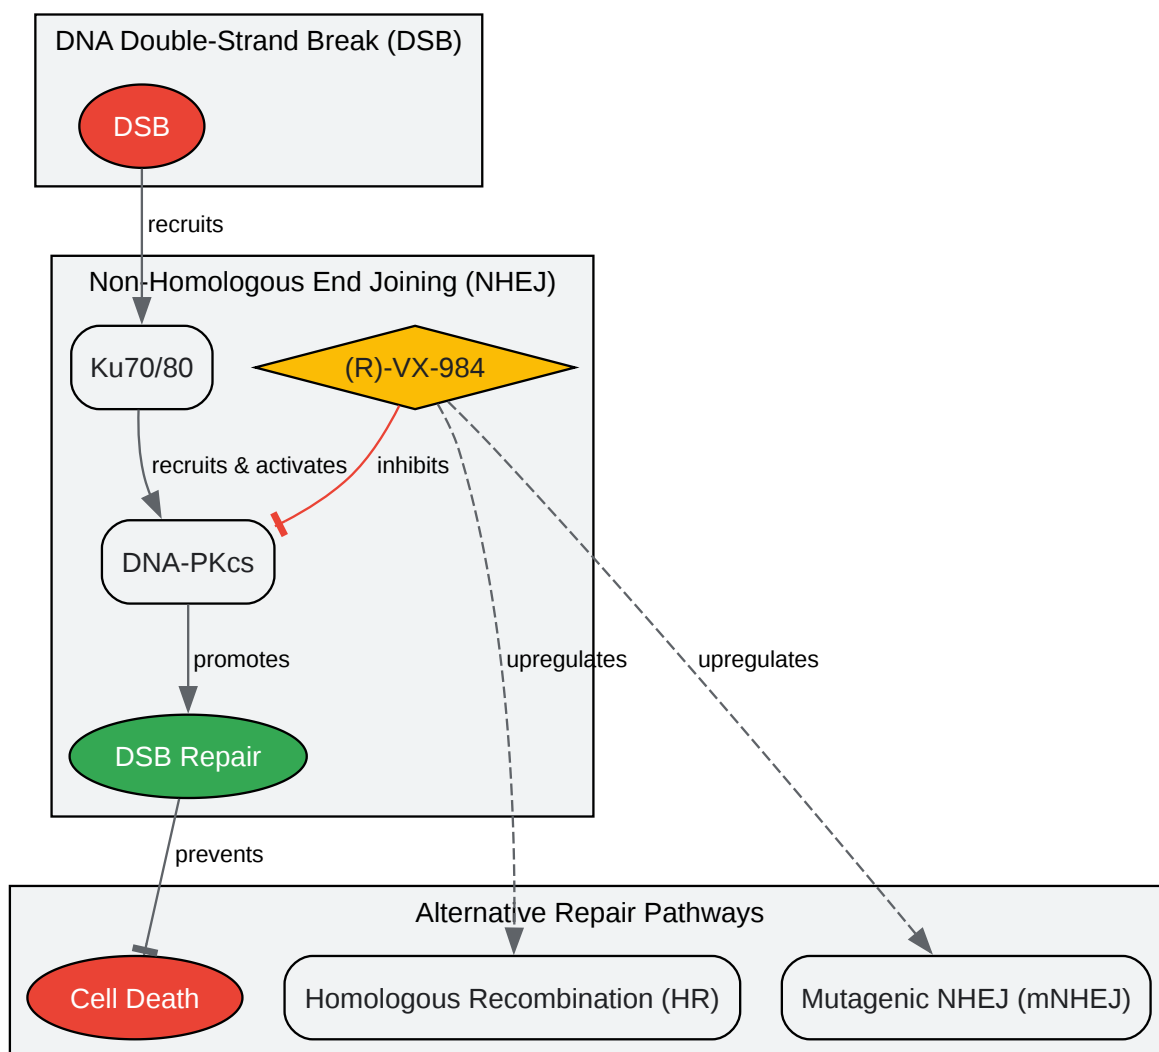 DNA Double-Strand Break (DSB)
DSB
recruits
Non-Homologous End Joining (NHEJ)
Ku70/80
(R)-VX-984
recruits & activates
inhibits
DNA-PKcs
promotes
upregulates
upregulates
DSB Repair
prevents
Alternative Repair Pathways
Cell Death
Homologous Recombination (HR)
Mutagenic NHEJ (mNHEJ)